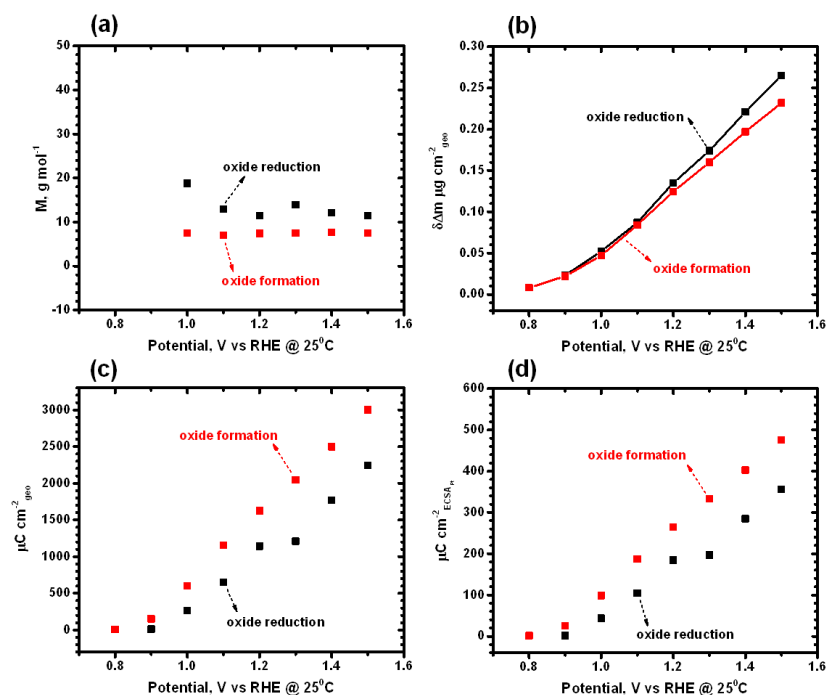 (a)
50
40
30
20
10
0
-10
M, g mol⁻¹
oxide reduction
oxide formation
0.8 1.0 1.2 1.4 1.6
Potential, V vs RHE @ 25⁰C
(b)
0.30
0.25
0.20
0.15
0.10
0.05
0.00
δΔm μg cm⁻²geo
oxide reduction
oxide formation
0.8 1.0 1.2 1.4 1.6
Potential, V vs RHE @ 25⁰C
(c)
3000
2500
2000
1500
1000
500
0
μC cm⁻²geo
oxide formation
oxide reduction
0.8 1.0 1.2 1.4 1.6
Potential, V vs RHE @ 25⁰C
(d)
600
500
400
300
200
100
0
μC cm⁻²ECSA
oxide formation
oxide reduction
0.8 1.0 1.2 1.4 1.6
Potential, V vs RHE @ 25⁰C